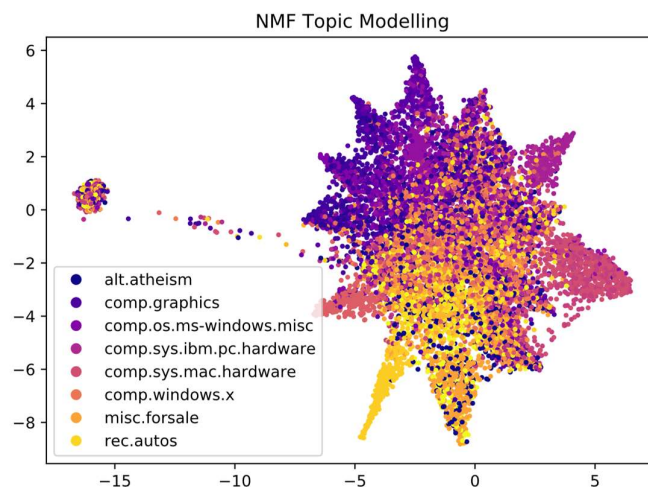 NMF Topic Modelling
6
4
2
0
−2
−4
−6
−8
alt.atheism
comp.graphics
comp.os.ms-windows.misc
comp.sys.ibm.pc.hardware
comp.sys.mac.hardware
comp.windows.x
misc.forsale
rec.autos
−15 −10 −5 0 5